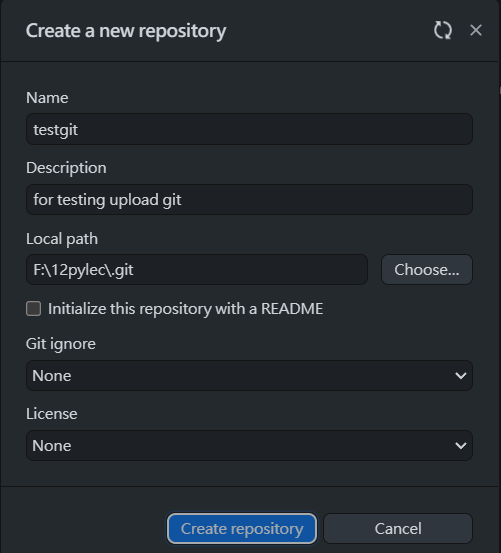 Create a new repository
Name
testgit
Description
for testing upload git
Local path
F:\12pylec\.git
Choose...
Initialize this repository with a README
Git ignore
None
License
None
Create repository
Cancel